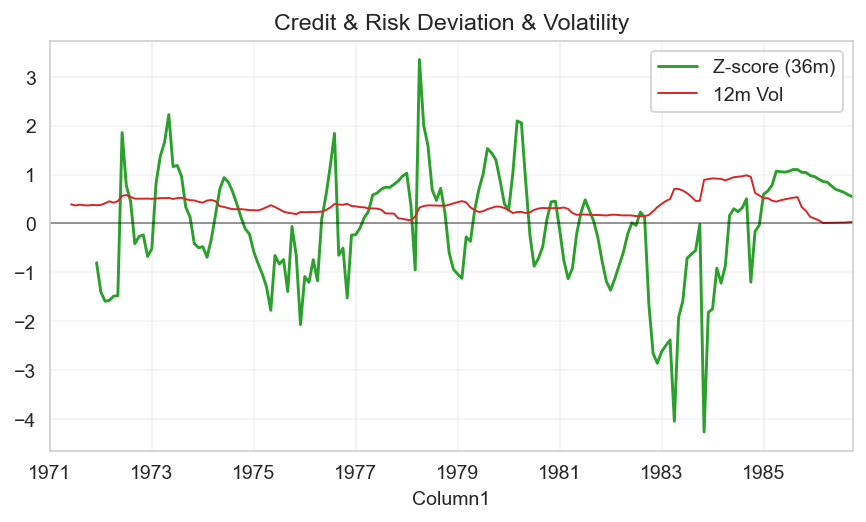 Credit & Risk Deviation & Volatility
Z-score (36m)
12m Vol
3
2
1
0
−1
−2
−3
−4
1971 1973 1975 1977 1979 1981 1983 1985
Column1